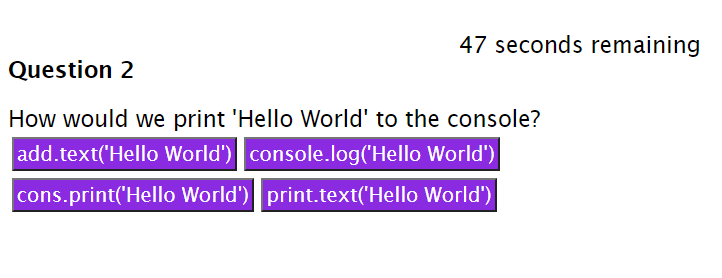 47 seconds remaining
Question 2
How would we print 'Hello World' to the console?
add.text('Hello World') console.log('Hello World')
cons.print('Hello World') print.text('Hello World')